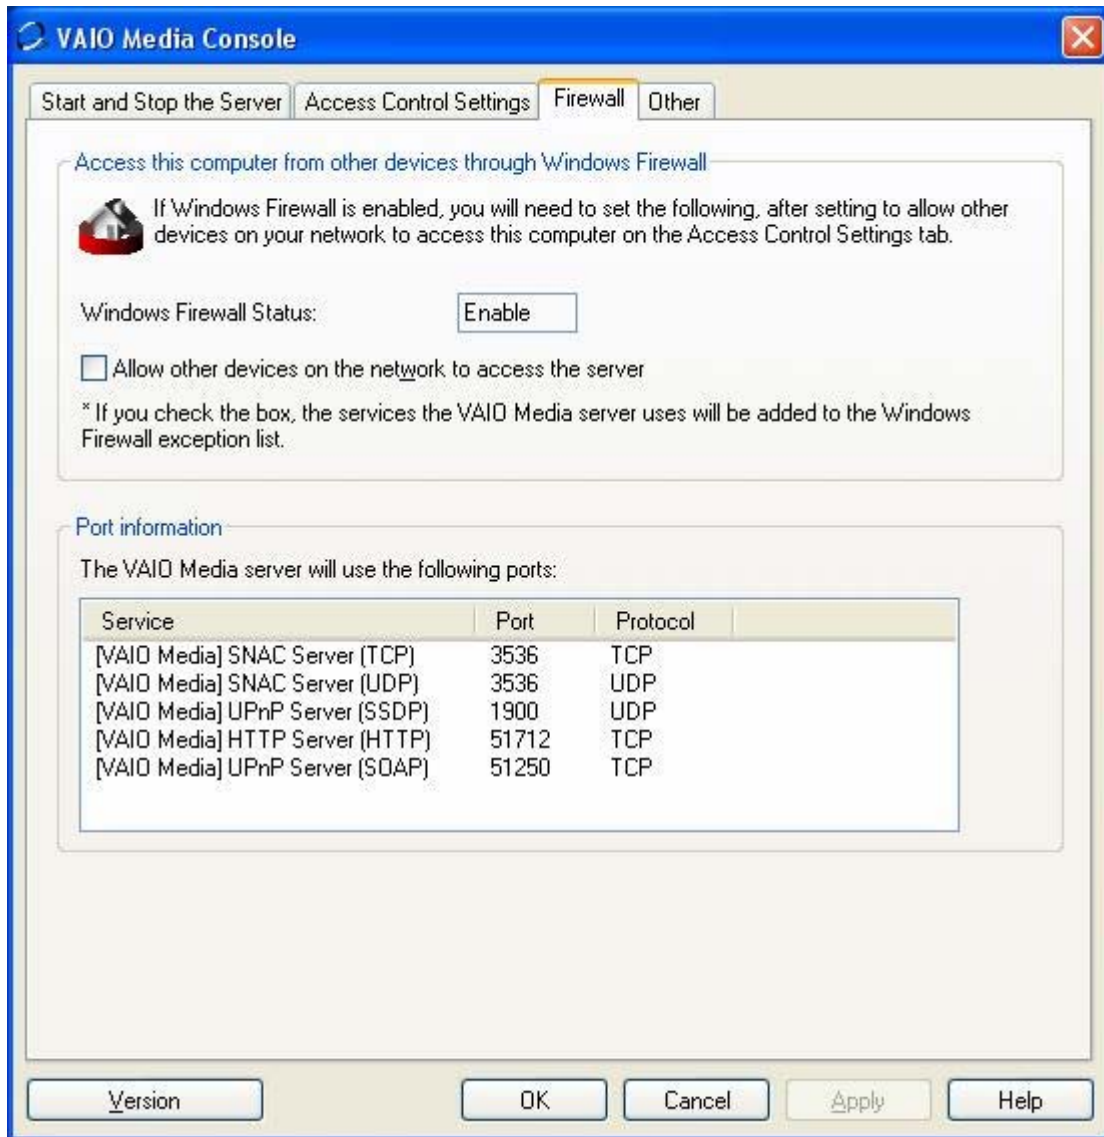 VAIO Media Console
Start and Stop the Server Access Control Settings Firewall Other
Access this computer from other devices through Windows Firewall
If Windows Firewall is enabled, you will need to set the following, after setting to allow other
devices on your network to access this computer on the Access Control Settings tab.
Windows Firewall Status: Enable
Allow other devices on the network to access the server
* If you check the box, the services the VAIO Media server uses will be added to the Windows
Firewall exception list.
Port information
The VAIO Media server will use the following ports:
Service Port Protocol
[VAIO Media] SNAC Server (TCP) 3536 TCP
[VAIO Media] SNAC Server (UDP) 3536 UDP
[VAIO Media] UPnP Server (SSDP) 1900 UDP
[VAIO Media] HTTP Server (HTTP) 51712 TCP
[VAIO Media] UPnP Server (SOAP) 51250 TCP
Version OK Cancel Apply Help